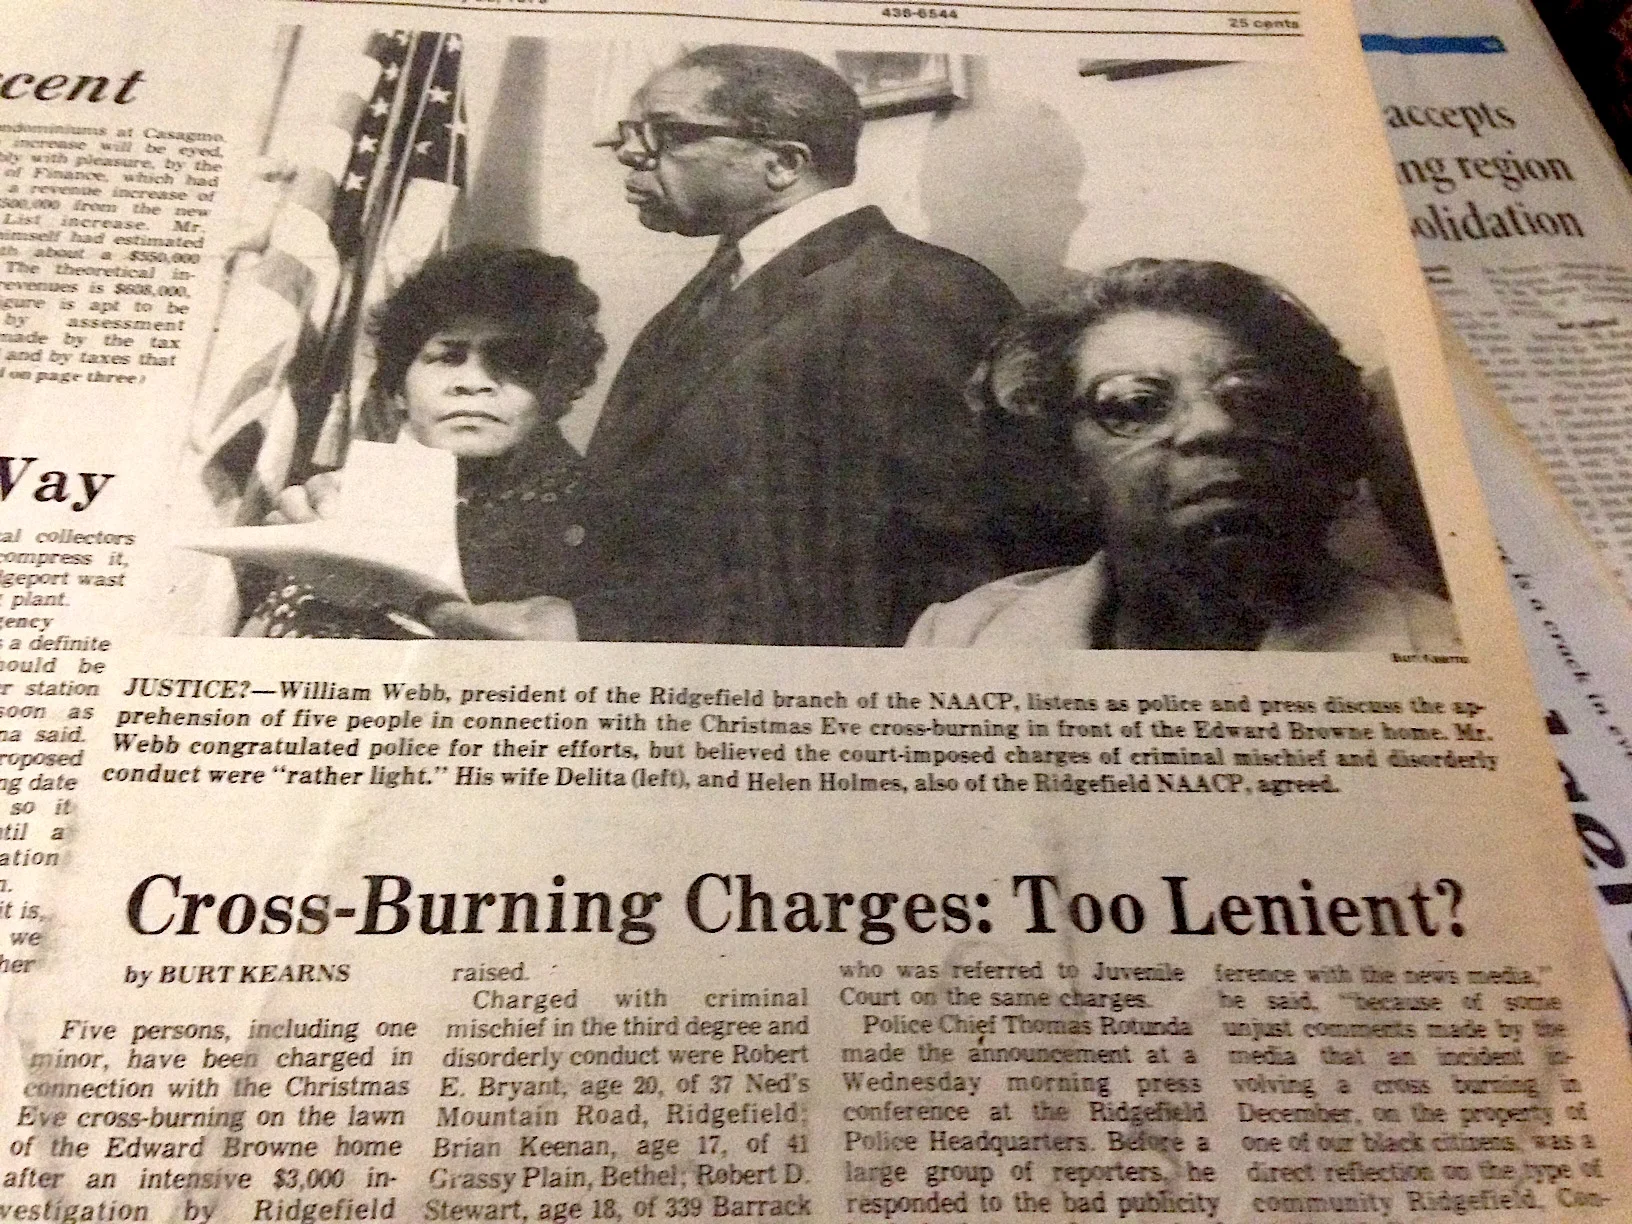 436-6544
25 cents
cent
ndominiums at Casagmo,
increase will be eyed,
bly with pleasure, by the
of Finance, which had
a revenue increase of
500,000 from the new
List increase. Mr.
himself had estimated
th about a $550,000
The theoretical in-
revenues is $608,000,
igure is apt to be
by assessment
made by the tax
and by taxes that
d on page three)
Way
al collectors
compress it,
dgeport wast
plant.
gency
s a definite
hould be
r station
soon as
na said.
roposed
ng date
so it
til a
ation
n.
it is,
we
her
Burt Kearns
JUSTICE?—William Webb, president of the Ridgefield branch of the NAACP, listens as police and press discuss the ap-
prehension of five people in connection with the Christmas Eve cross-burning in front of the Edward Browne home. Mr.
Webb congratulated police for their efforts, but believed the court-imposed charges of criminal mischief and disorderly
conduct were "rather light." His wife Delita (left), and Helen Holmes, also of the Ridgefield NAACP, agreed.
Cross-Burning Charges: Too Lenient?
by BURT KEARNS
Five persons, including one
minor, have been charged in
connection with the Christmas
Eve cross-burning on the lawn
of the Edward Browne home
after an intensive $3,000 in-
vestigation by Ridgefield
raised.
Charged with criminal
mischief in the third degree and
disorderly conduct were Robert
E. Bryant, age 20, of 37 Ned's
Mountain Road, Ridgefield;
Brian Keenan, age 17, of 41
Grassy Plain, Bethel; Robert D.
Stewart, age 18, of 339 Barrack
who was referred to Juvenile
Court on the same charges.
Police Chief Thomas Rotunda
made the announcement at a
Wednesday morning press
conference at the Ridgefield
Police Headquarters. Before a
large group of reporters, he
responded to the bad publicity
ference with the news media,"
he said, "because of some
unjust comments made by the
media that an incident in-
volving a cross burning in
December, on the property of
one of our black citizens, was a
direct reflection on the type of
community Ridgefield, Con-
accepts
ng region
olidation
is a crack in eve